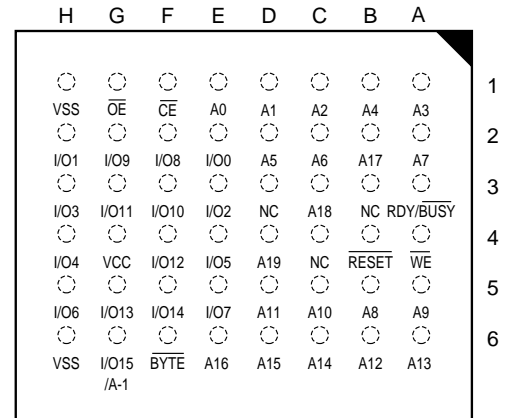 H G F E D C B A
1
VSS OE CE A0 A1 A2 A4 A3
2
I/O1 I/O9 I/O8 I/O0 A5 A6 A17 A7
3
I/O3 I/O11 I/O10 I/O2 NC A18 NC RDY/BUSY
4
I/O4 VCC I/O12 I/O5 A19 NC RESET WE
5
I/O6 I/O13 I/O14 I/O7 A11 A10 A8 A9
6
VSS I/O15 BYTE A16 A15 A14 A12 A13
/A-1